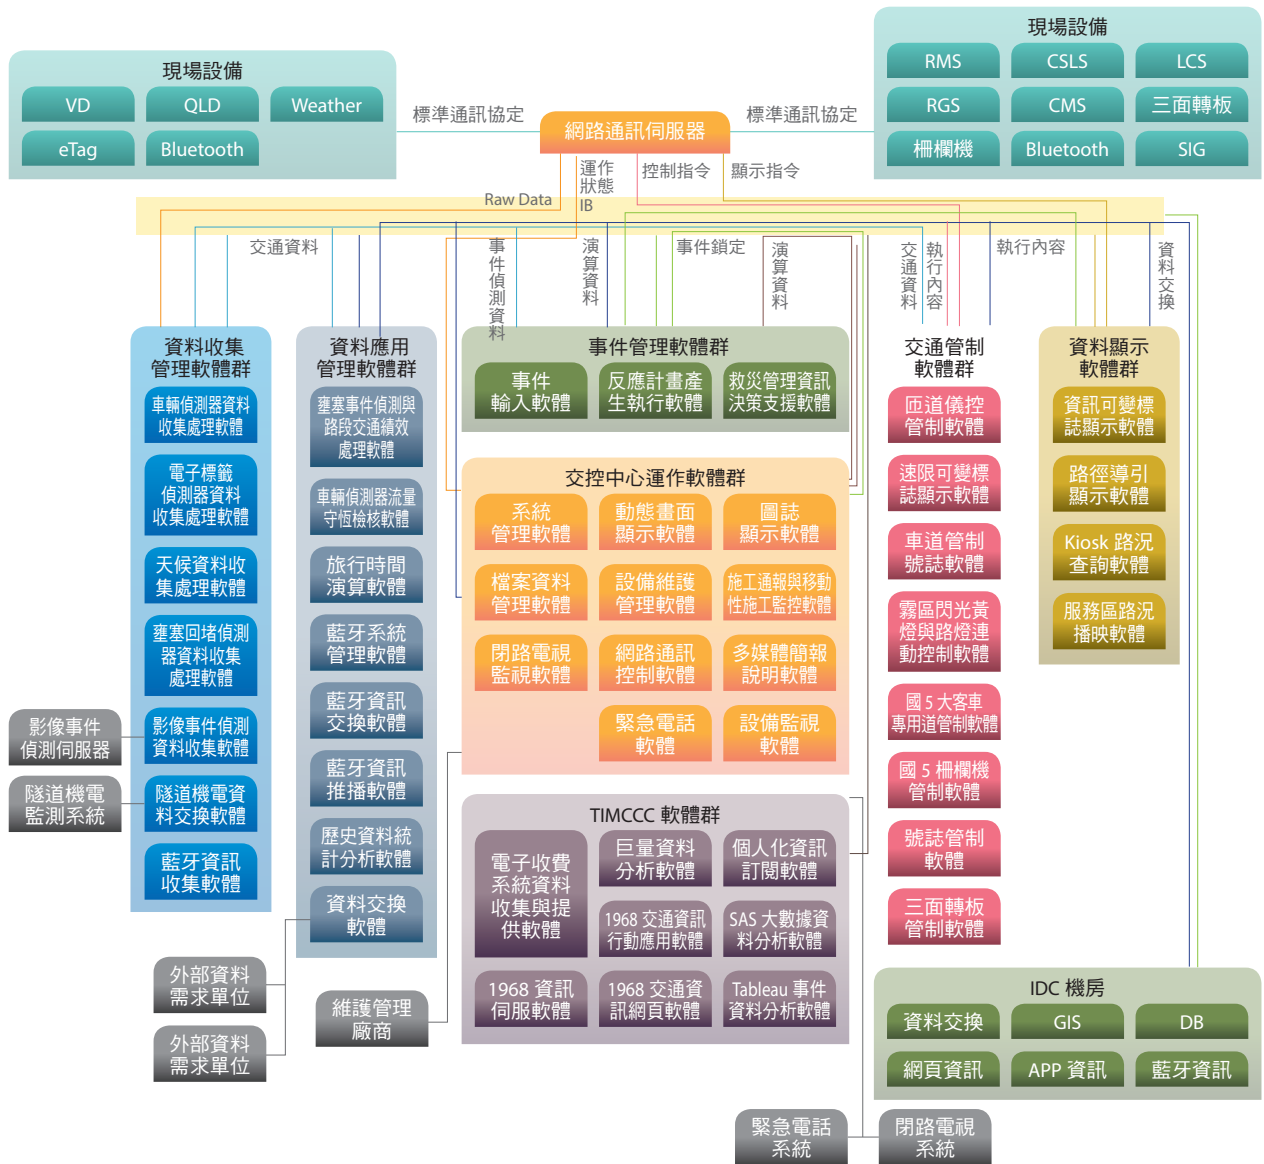 現場設備
VD
QLD
Weather
eTag
Bluetooth
標準通訊協定
網路通訊伺服器
標準通訊協定
現場設備
RMS
CSLS
LCS
RGS
CMS
三面轉板
柵欄機
Bluetooth
SIG
Raw Data
運作
狀態
IB
控制指令
顯示指令
交通資料
事件偵測資料
演算資料
事件鎖定
演算資料
交通資料
執行內容
執行內容
資料交換
資料收集
管理軟體群
車輛偵測器資料
收集處理軟體
電子標籤
偵測器資料
收集處理軟體
天候資料收
集處理軟體
壅塞回堵偵測
器資料收集
處理軟體
影像事件偵測
資料收集軟體
隧道機電資
料交換軟體
藍牙資訊
收集軟體
影像事件
偵測伺服器
隧道機電
監測系統
資料應用
管理軟體群
壅塞事件偵測與
路段交通績效
處理軟體
車輛偵測器流量
守恆檢核軟體
旅行時間
演算軟體
藍牙系統
管理軟體
藍牙資訊
交換軟體
藍牙資訊
推播軟體
歷史資料統
計分析軟體
資料交換
軟體
外部資料
需求單位
外部資料
需求單位
維護管理
廠商
事件管理軟體群
事件
輸入軟體
反應計畫產
生執行軟體
救災管理資訊
決策支援軟體
交控中心運作軟體群
系統
管理軟體
動態畫面
顯示軟體
圖誌
顯示軟體
檔案資料
管理軟體
設備維護
管理軟體
施工通報與移動
性施工監控軟體
閉路電視
監視軟體
網路通訊
控制軟體
多媒體簡報
說明軟體
緊急電話
軟體
設備監視
軟體
TIMCCC 軟體群
電子收費
系統資料
收集與提
供軟體
巨量資料
分析軟體
個人化資訊
訂閱軟體
1968 交通資訊
行動應用軟體
SAS 大數據資
料分析軟體
1968 資訊
伺服軟體
1968 交通資
訊網頁軟體
Tableau 事件
資料分析軟體
交通管制
軟體群
匝道儀控
管制軟體
速限可變標
誌顯示軟體
車道管制
號誌軟體
霧區閃光黃
燈與路燈連
動控制軟體
國 5 大客車
專用道管制軟體
國 5 柵欄機
管制軟體
號誌管制
軟體
三面轉板
管制軟體
資料顯示
軟體群
資訊可變標
誌顯示軟體
路徑導引
顯示軟體
Kiosk 路況
查詢軟體
服務區路況
播映軟體
IDC 機房
資料交換
GIS
DB
網頁資訊
APP 資訊
藍牙資訊
緊急電話
系統
閉路電視
系統